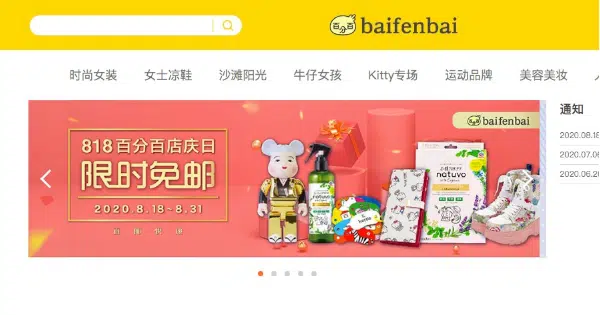 百分百 baifenbai
时尚女装 女士凉鞋 沙滩阳光 牛仔女孩 Kitty专场 运动品牌 美容美妆
baifenbai
通知
818百分百店庆日
限时免邮
2020.8.18~8.31
natuvo
2020.08.18
2020.07.0
2020.06.2